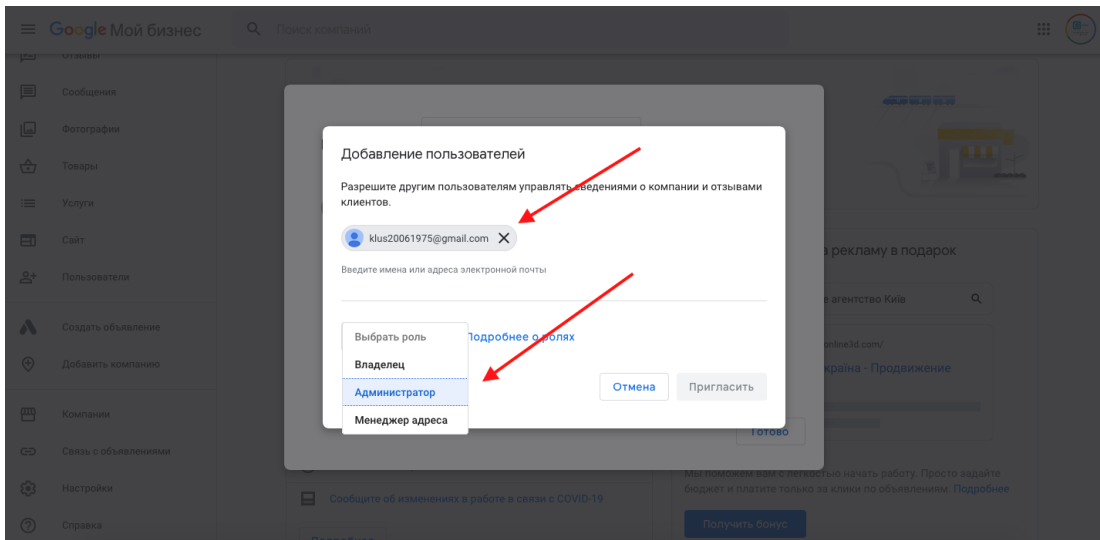 Google Мой бизнес
Поиск компаний
Отзывы
Сообщения
Фотографии
Товары
Услуги
Сайт
Пользователи
Создать объявление
Добавить компанию
Компании
Связь с объявлениями
Настройки
Справка
Добавление пользователей
Разрешите другим пользователям управлять сведениями о компании и отзывами
клиентов.
klus20061975@gmail.com
Введите имена или адреса электронной почты
Выбрать роль
Подробнее о ролях
Владелец
Администратор
Менеджер адреса
Отмена
Пригласить
Готово
а рекламу в подарок
е агентство Київ
online3d.com/
країна - Продвижение
Сообщите об изменениях в работе в связи с COVID-19
Мы поможем вам с легкостью начать работу. Просто задайте
бюджет и платите только за клики по объявлениям. Подробнее
Получить бонус